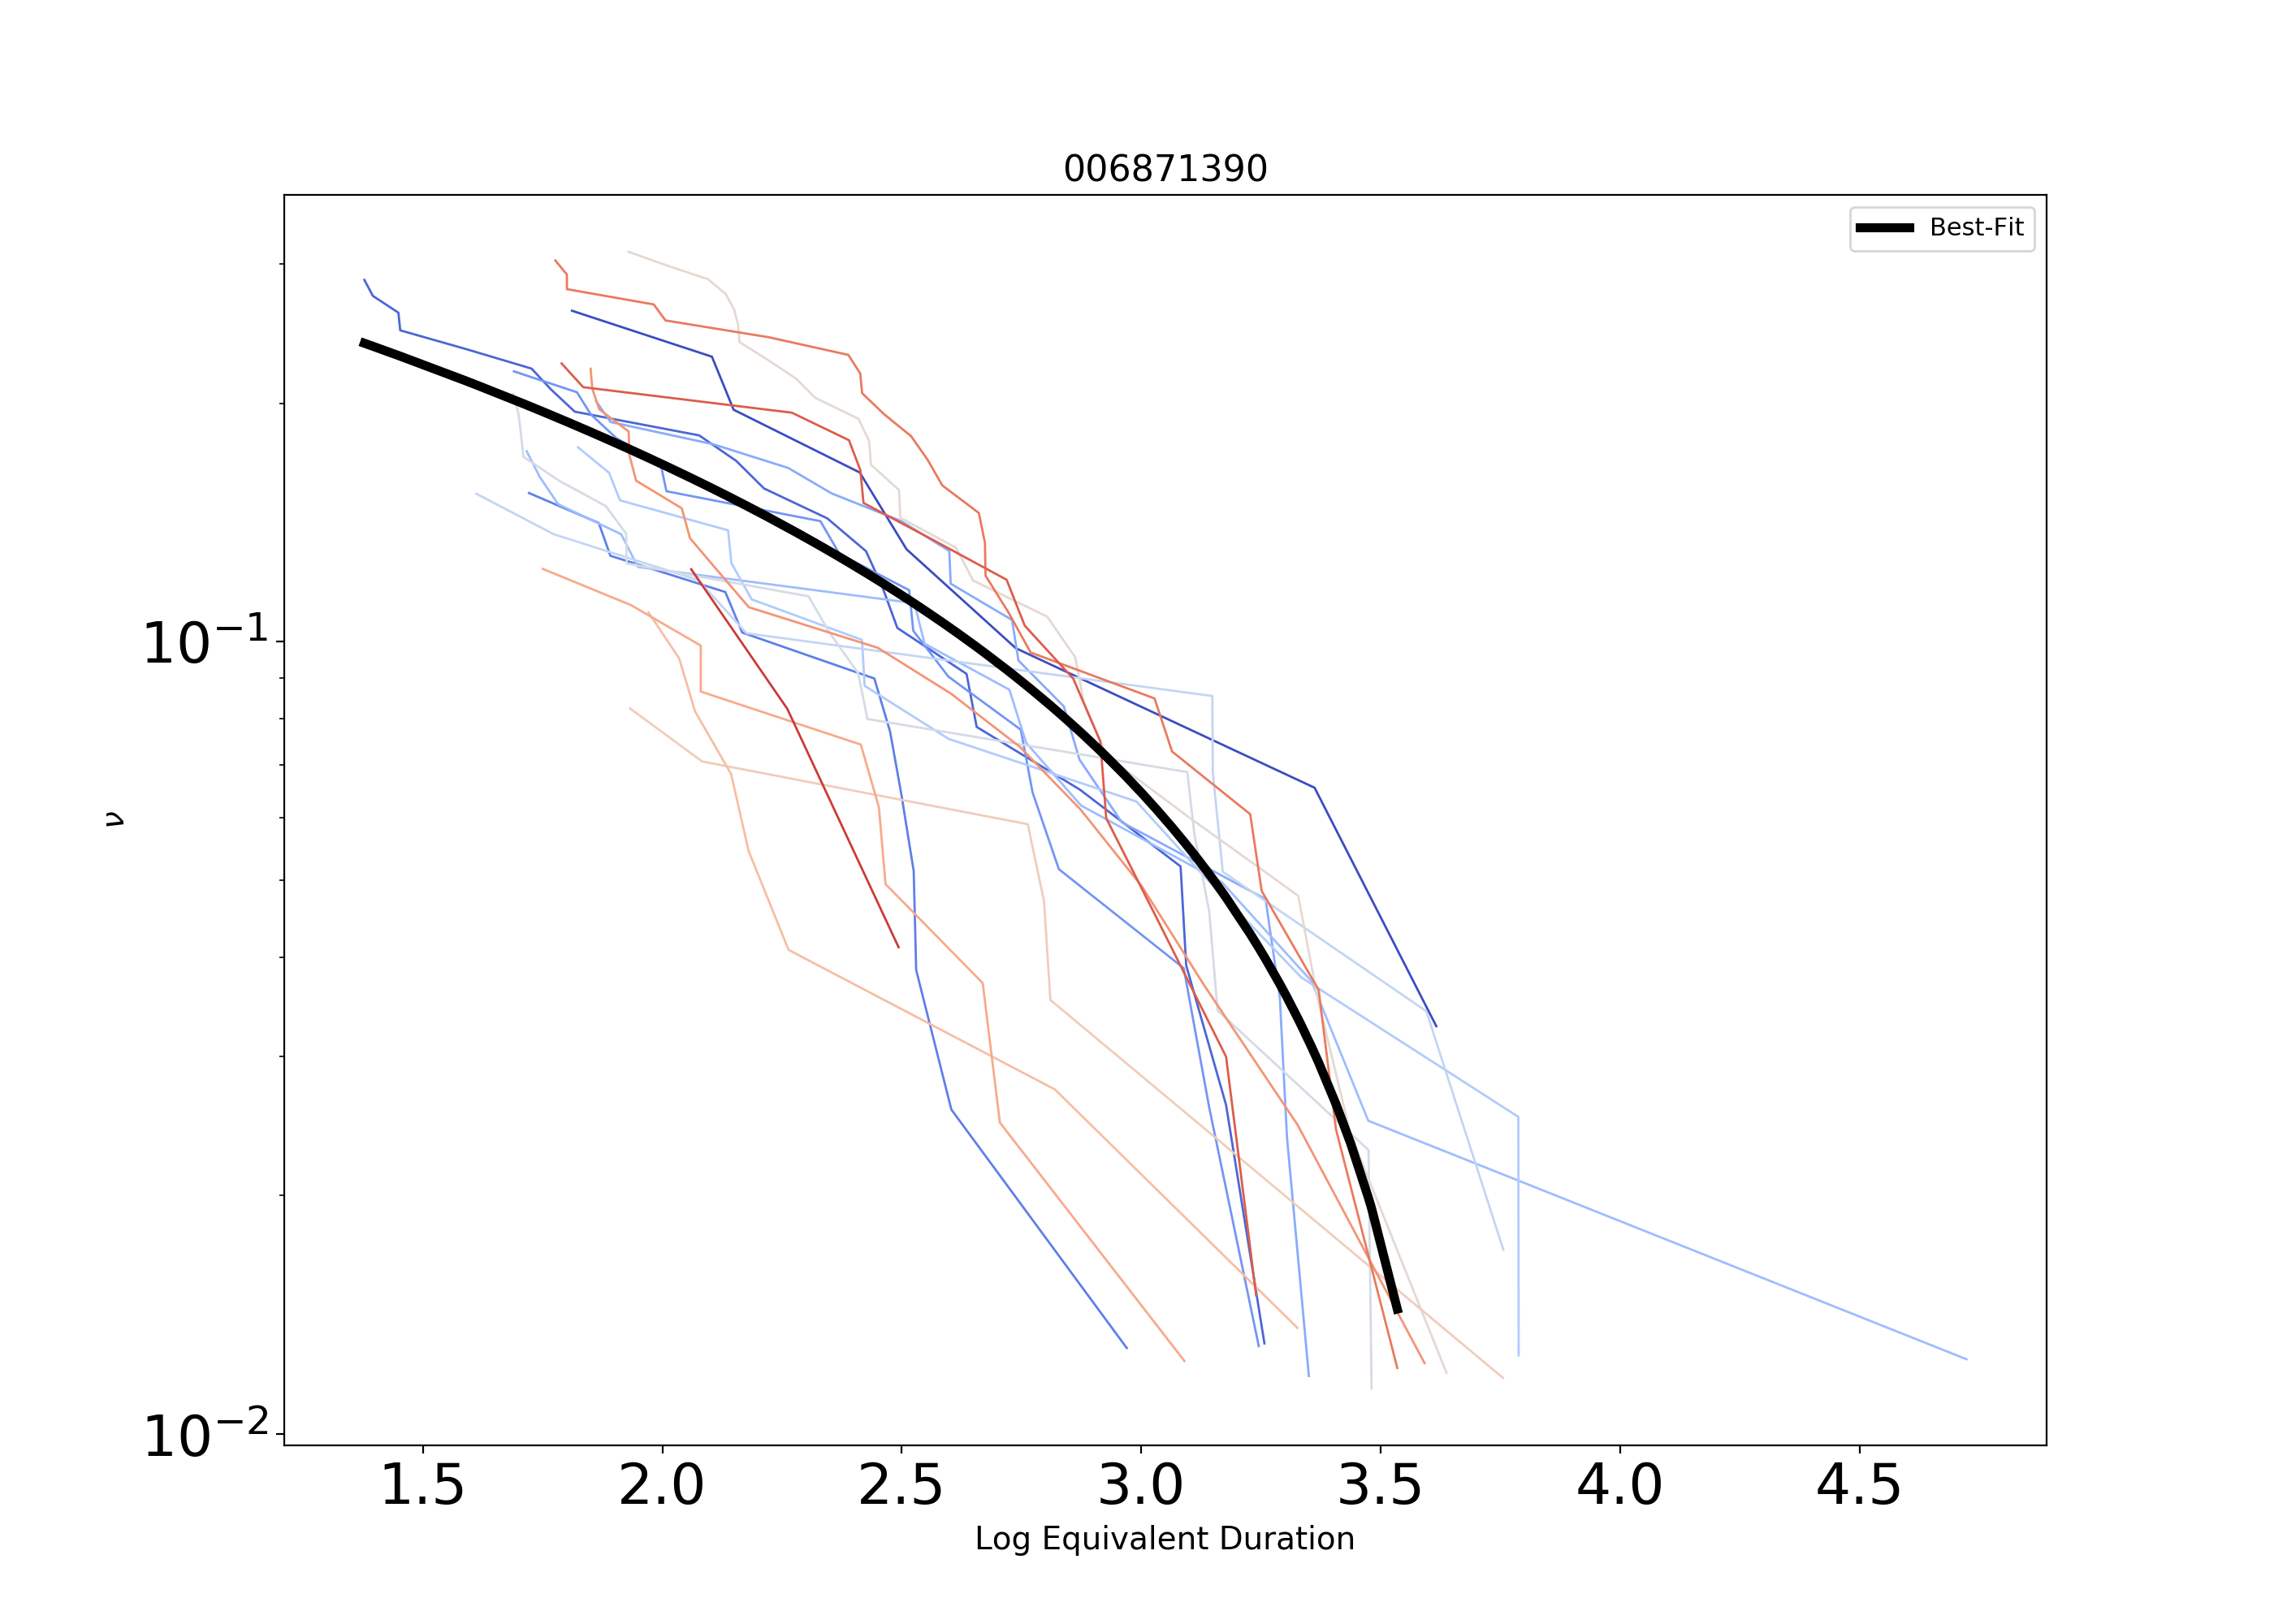 006871390
Best-Fit
10⁻¹
ν
10⁻²
1.5 2.0 2.5 3.0 3.5 4.0 4.5
Log Equivalent Duration